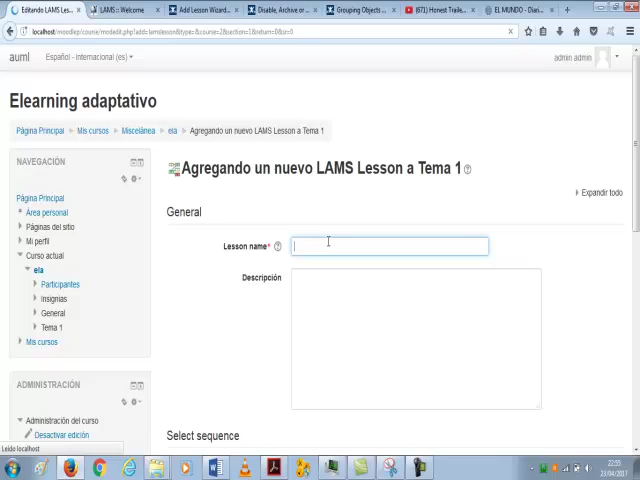 Editando LAMS Les...
LAMS :: Welcome
Add Lesson Wizard...
Disable, Archive or ...
Grouping Objects ...
(671) Honest Traile...
EL MUNDO - Diari...
localhost/moodlep/course/modedit.php?add=lamslesson&type=&course=2&section=1&return=0&sr=0
auml
Español - Internacional (es)
admin admin
Elearning adaptativo
Página Principal
Mis cursos
Miscelánea
ela
Agregando un nuevo LAMS Lesson a Tema 1
NAVEGACIÓN
Página Principal
Área personal
Páginas del sitio
Mi perfil
Curso actual
ela
Participantes
Insignias
General
Tema 1
Mis cursos
ADMINISTRACIÓN
Administración del curso
Desactivar edición
Agregando un nuevo LAMS Lesson a Tema 1
Expandir todo
General
Lesson name*
Descripción
Select sequence
Leído localhost
22:55
23/04/2017